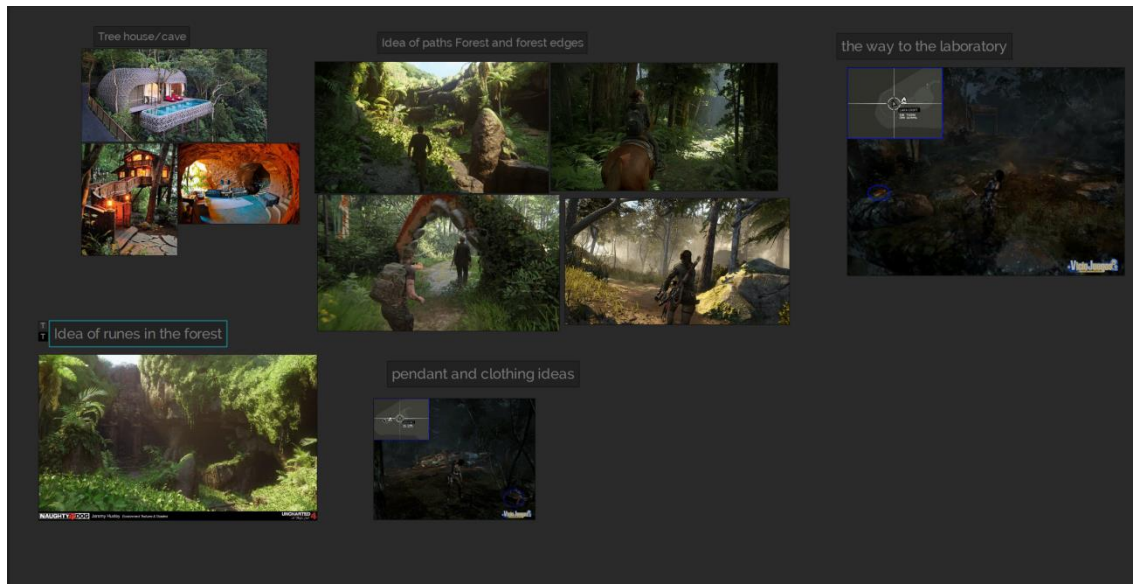 Tree house/cave
Idea of paths Forest and forest edges
the way to the laboratory
T
T Idea of runes in the forest
pendant and clothing ideas
NAUGHTY DOG
UNCHARTED 4